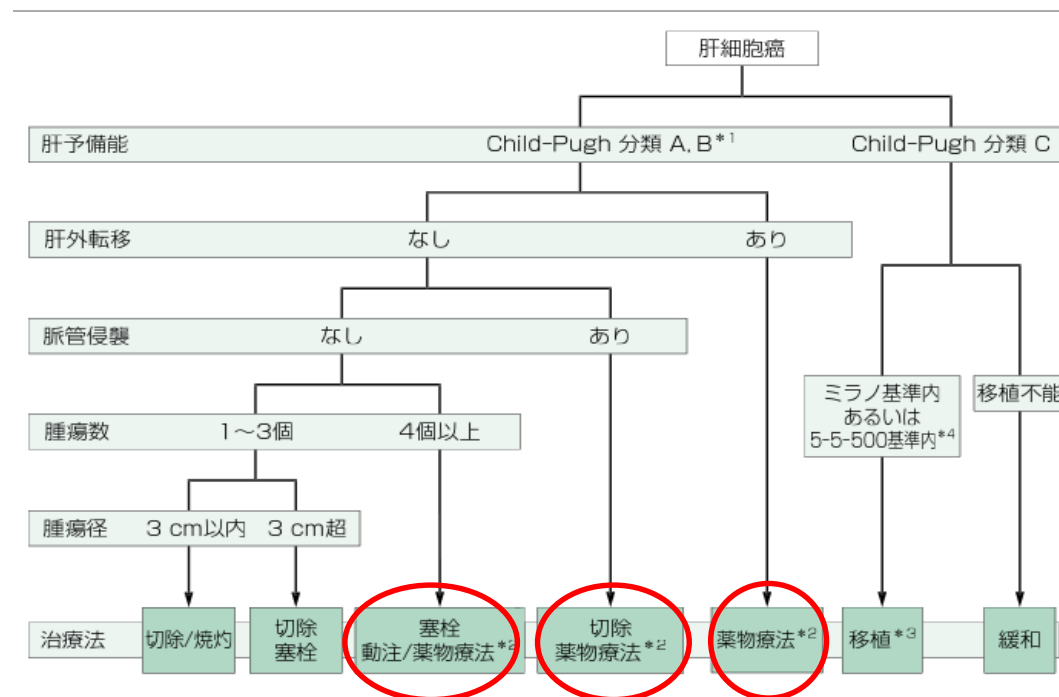 肝細胞癌
肝予備能 Child-Pugh 分類 A, B*1 Child-Pugh 分類 C
肝外転移 なし あり
脈管侵襲 なし あり
ミラノ基準内
あるいは
5-5-500基準内*4
移植不能
腫瘍数 1〜3個 4個以上
腫瘍径 3 cm以内 3 cm超
治療法
切除/焼灼
切除
塞栓
塞栓
動注/薬物療法*2
切除
薬物療法*2
薬物療法*2
移植*3
緩和